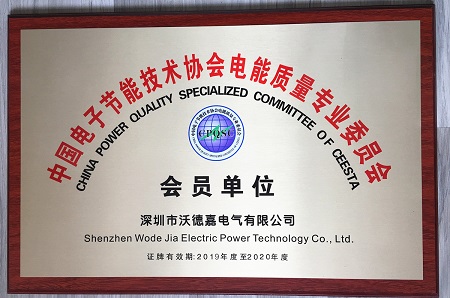 中国电子节能技术协会电能质量专业委员会
CHINA POWER QUALITY SPECIALIZED COMMITTEE OF CEESTA
CPQSC
会员单位
深圳市沃德嘉电气有限公司
Shenzhen Wode Jia Electric Power Technology Co., Ltd.
证牌有效期:2019年度至2020年度